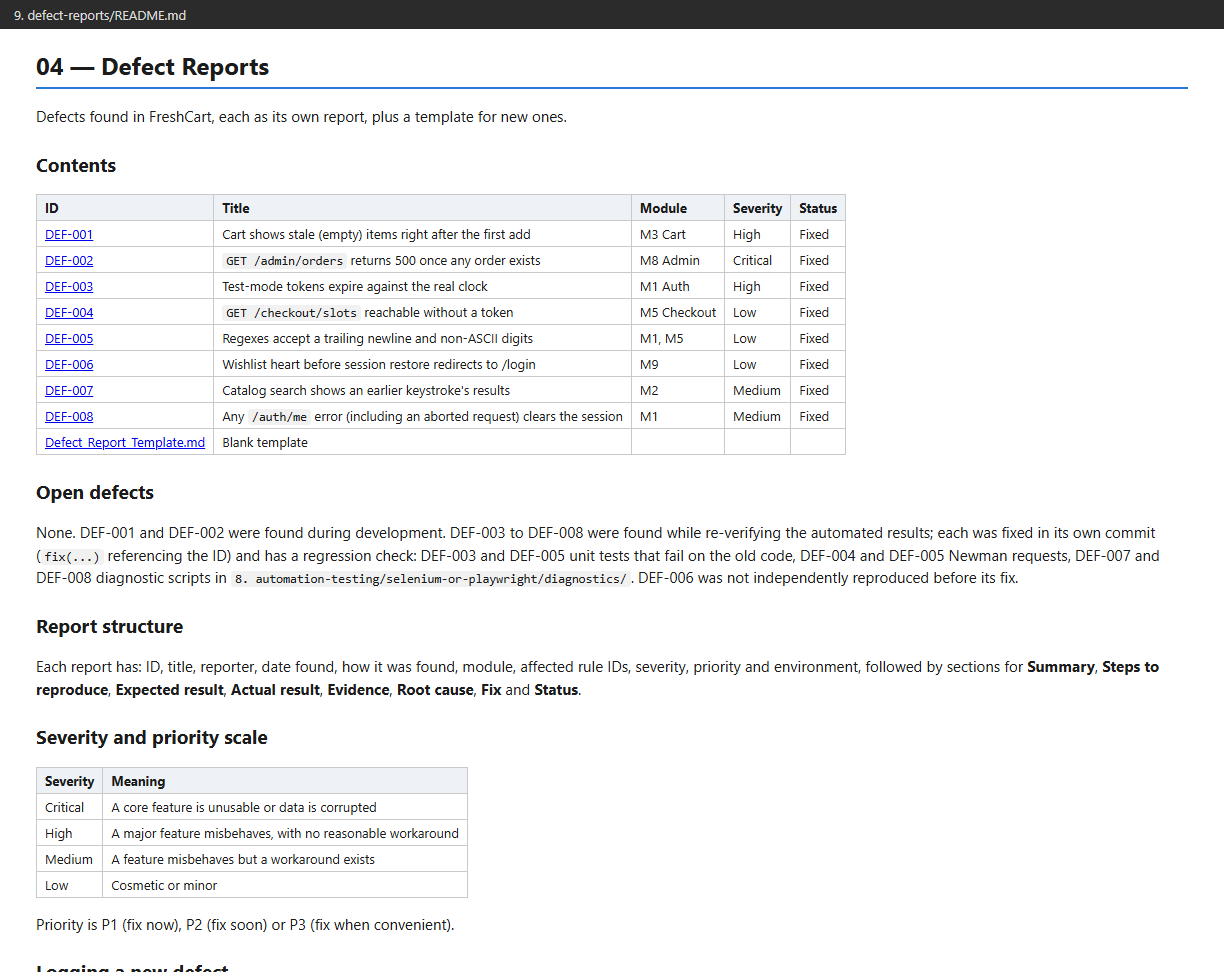 9. defect-reports/README.md
04 — Defect Reports
Defects found in FreshCart, each as its own report, plus a template for new ones.
Contents
ID Title Module Severity Status
DEF-001 Cart shows stale (empty) items right after the first add M3 Cart High Fixed
DEF-002 GET /admin/orders returns 500 once any order exists M8 Admin Critical Fixed
DEF-003 Test-mode tokens expire against the real clock M1 Auth High Fixed
DEF-004 GET /checkout/slots reachable without a token M5 Checkout Low Fixed
DEF-005 Regexes accept a trailing newline and non-ASCII digits M1, M5 Low Fixed
DEF-006 Wishlist heart before session restore redirects to /login M9 Low Fixed
DEF-007 Catalog search shows an earlier keystroke's results M2 Medium Fixed
DEF-008 Any /auth/me error (including an aborted request) clears the session M1 Medium Fixed
Defect_Report_Template.md Blank template
Open defects
None. DEF-001 and DEF-002 were found during development. DEF-003 to DEF-008 were found while re-verifying the automated results; each was fixed in its own commit
(fix(...) referencing the ID) and has a regression check: DEF-003 and DEF-005 unit tests that fail on the old code, DEF-004 and DEF-005 Newman requests, DEF-007 and
DEF-008 diagnostic scripts in 8. automation-testing/selenium-or-playwright/diagnostics/. DEF-006 was not independently reproduced before its fix.
Report structure
Each report has: ID, title, reporter, date found, how it was found, module, affected rule IDs, severity, priority and environment, followed by sections for Summary, Steps to
reproduce, Expected result, Actual result, Evidence, Root cause, Fix and Status.
Severity and priority scale
Severity Meaning
Critical A core feature is unusable or data is corrupted
High A major feature misbehaves, with no reasonable workaround
Medium A feature misbehaves but a workaround exists
Low Cosmetic or minor
Priority is P1 (fix now), P2 (fix soon) or P3 (fix when convenient).
Logging a new defect